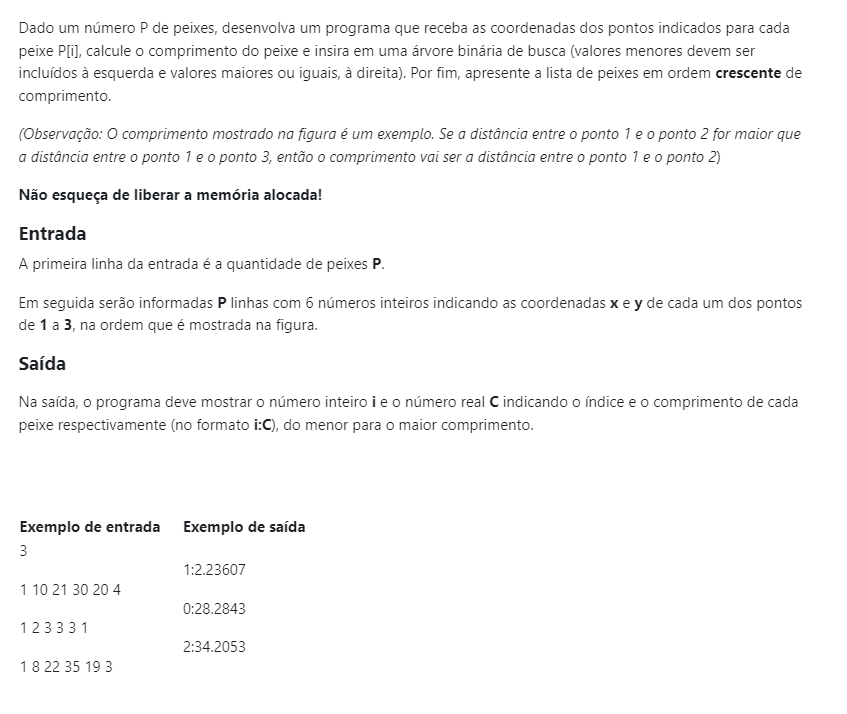 Dado um número P de peixes, desenvolva um programa que receba as coordenadas dos pontos indicados para cada
peixe P[i], calcule o comprimento do peixe e insira em uma árvore binária de busca (valores menores devem ser
incluídos à esquerda e valores maiores ou iguais, à direita). Por fim, apresente a lista de peixes em ordem crescente de
comprimento.
(Observação: O comprimento mostrado na figura é um exemplo. Se a distância entre o ponto 1 e o ponto 2 for maior que
a distância entre o ponto 1 e o ponto 3, então o comprimento vai ser a distância entre o ponto 1 e o ponto 2)
Não esqueça de liberar a memória alocada!
Entrada
A primeira linha da entrada é a quantidade de peixes P.
Em seguida serão informadas P linhas com 6 números inteiros indicando as coordenadas x e y de cada um dos pontos
de 1 a 3, na ordem que é mostrada na figura.
Saída
Na saída, o programa deve mostrar o número inteiro i e o número real C indicando o índice e o comprimento de cada
peixe respectivamente (no formato i:C), do menor para o maior comprimento.
Exemplo de entrada Exemplo de saída
3
1:2.23607
1 10 21 30 20 4
0:28.2843
1 2 3 3 3 1
2:34.2053
1 8 22 35 19 3